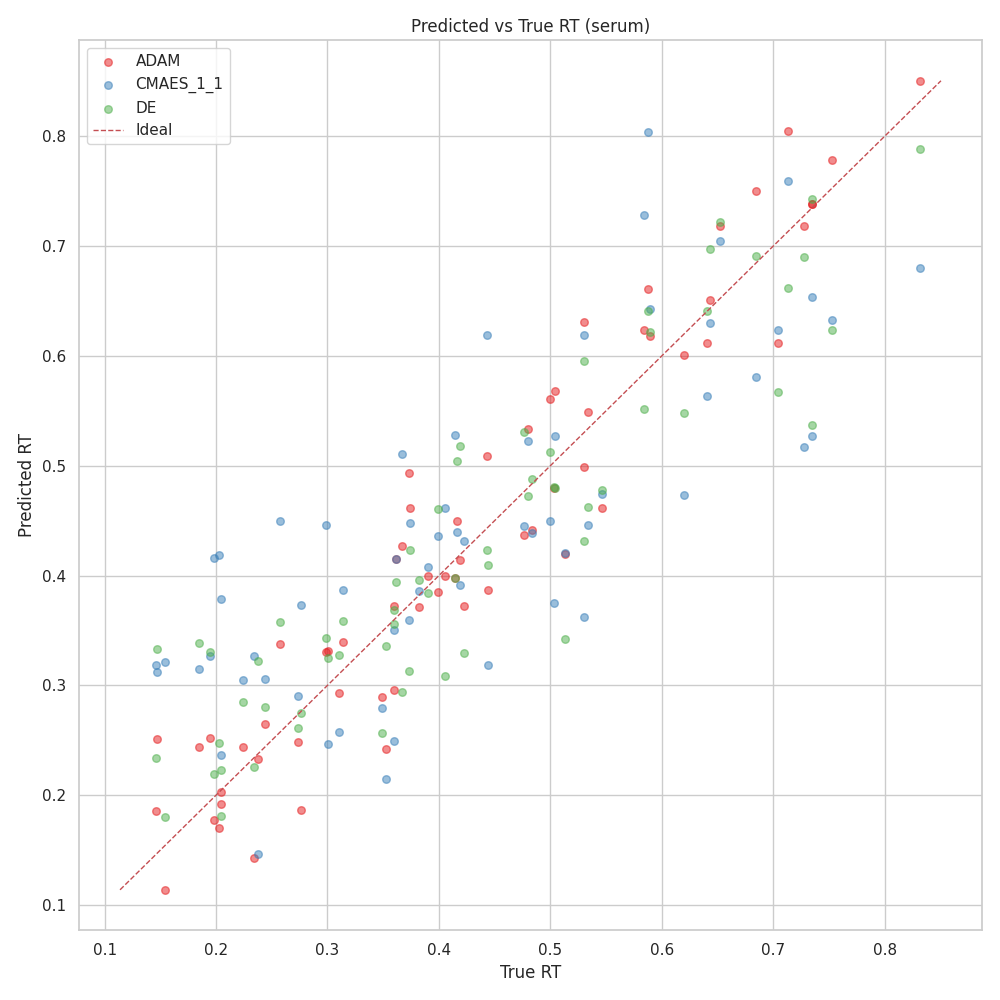 Predicted vs True RT (serum)
ADAM
CMAES_1_1
DE
Ideal
Predicted RT
0.8
0.7
0.6
0.5
0.4
0.3
0.2
0.1
0.1 0.2 0.3 0.4 0.5 0.6 0.7 0.8
True RT